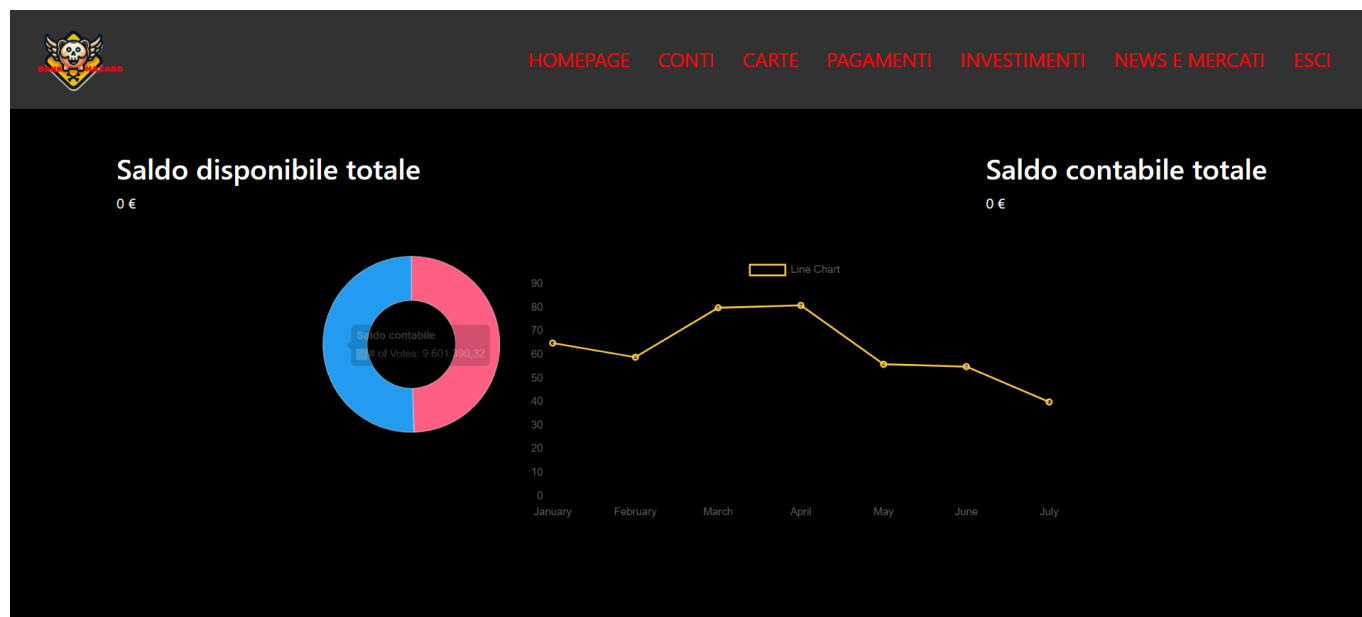 HOMEPAGE CONTI CARTE PAGAMENTI INVESTIMENTI NEWS E MERCATI ESCI
Saldo disponibile totale
0 €
Saldo contabile totale
0 €
Saldo contabile
# of Votes: 9.601.390,32
Line Chart
90
80
70
60
50
40
30
20
10
0
January February March April May June July